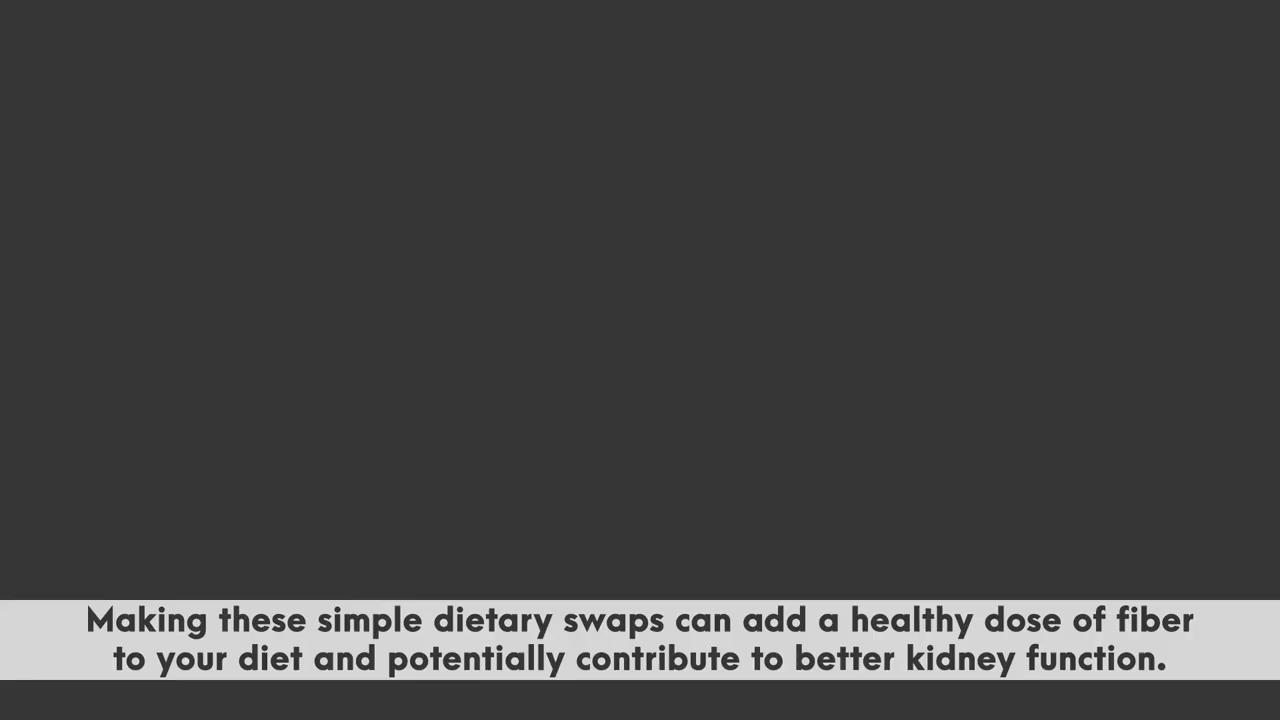 Making these simple dietary swaps can add a healthy dose of fiber
to your diet and potentially contribute to better kidney function.